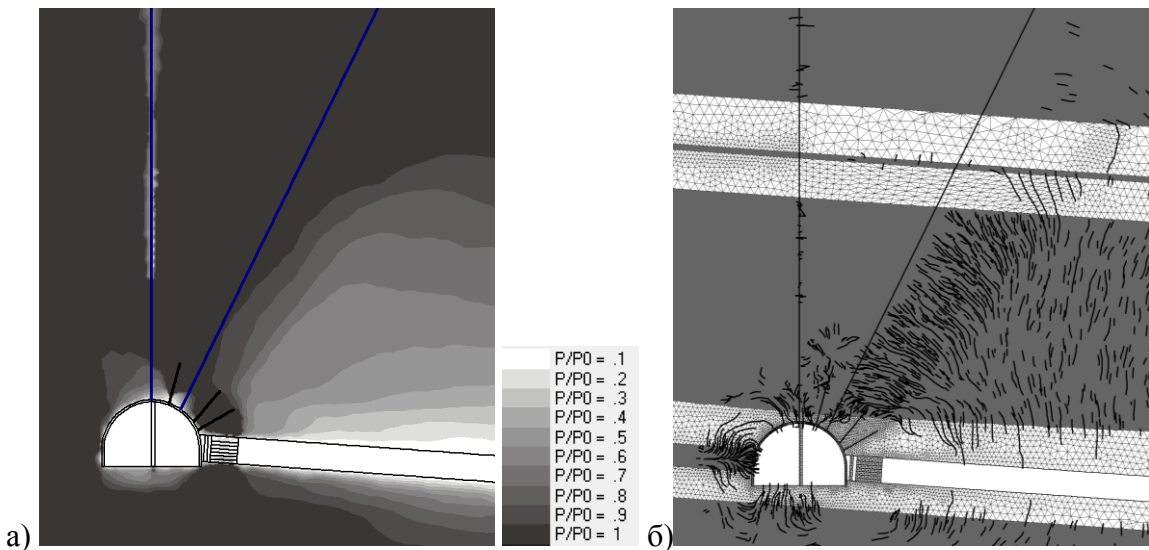 P/P0 = .1
P/P0 = .2
P/P0 = .3
P/P0 = .4
P/P0 = .5
P/P0 = .6
P/P0 = .7
P/P0 = .8
P/P0 = .9
P/P0 = 1
а)
б)